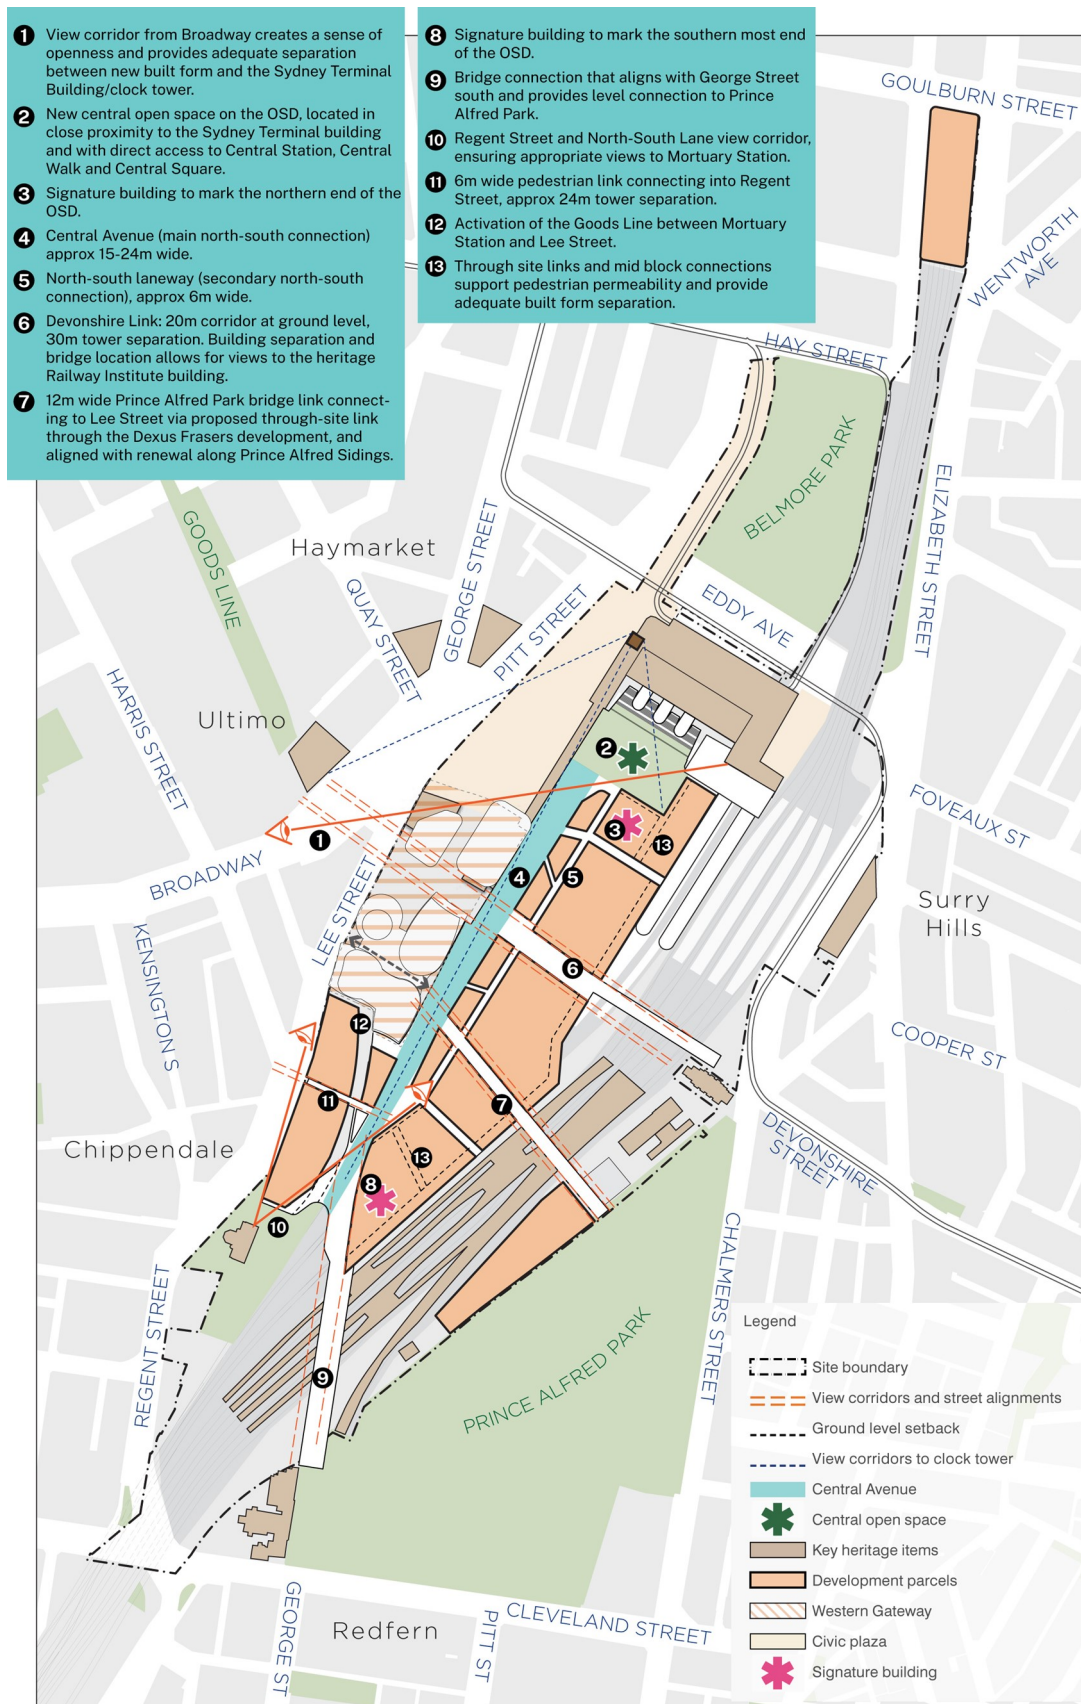 1 View corridor from Broadway creates a sense of
openness and provides adequate separation
between new built form and the Sydney Terminal
Building/clock tower.
2 New central open space on the OSD, located in
close proximity to the Sydney Terminal building
and with direct access to Central Station, Central
Walk and Central Square.
3 Signature building to mark the northern end of the
OSD.
4 Central Avenue (main north-south connection)
approx 15-24m wide.
5 North-south laneway (secondary north-south
connection), approx 6m wide.
6 Devonshire Link: 20m corridor at ground level,
30m tower separation. Building separation and
bridge location allows for views to the heritage
Railway Institute building.
7 12m wide Prince Alfred Park bridge link connect-
ing to Lee Street via proposed through-site link
through the Dexus Frasers development, and
aligned with renewal along Prince Alfred Sidings.
8 Signature building to mark the southern most end
of the OSD.
9 Bridge connection that aligns with George Street
south and provides level connection to Prince
Alfred Park.
10 Regent Street and North-South Lane view corridor,
ensuring appropriate views to Mortuary Station.
11 6m wide pedestrian link connecting into Regent
Street, approx 24m tower separation.
12 Activation of the Goods Line between Mortuary
Station and Lee Street.
13 Through site links and mid block connections
support pedestrian permeability and provide
adequate built form separation.
GOULBURN STREET
WENTWORTH
AVE
HAY STREET
BELMORE PARK
ELIZABETH STREET
GOODS LINE
Haymarket
GEORGE STREET
QUAY STREET
PITT STREET
EDDY AVE
HARRIS STREET
Ultimo
2
FOVEAUX ST
1
3
13
BROADWAY
4
5
Surry
Hills
LEE STREET
KENSINGTON S
6
12
COOPER ST
11
7
Chippendale
DEVONSHIRE
STREET
13
8
10
CHALMERS STREET
REGENT STREET
9
PRINCE ALFRED PARK
GEORGE ST
PITT ST
CLEVELAND STREET
Redfern
Legend
Site boundary
View corridors and street alignments
Ground level setback
View corridors to clock tower
Central Avenue
Central open space
Key heritage items
Development parcels
Western Gateway
Civic plaza
Signature building